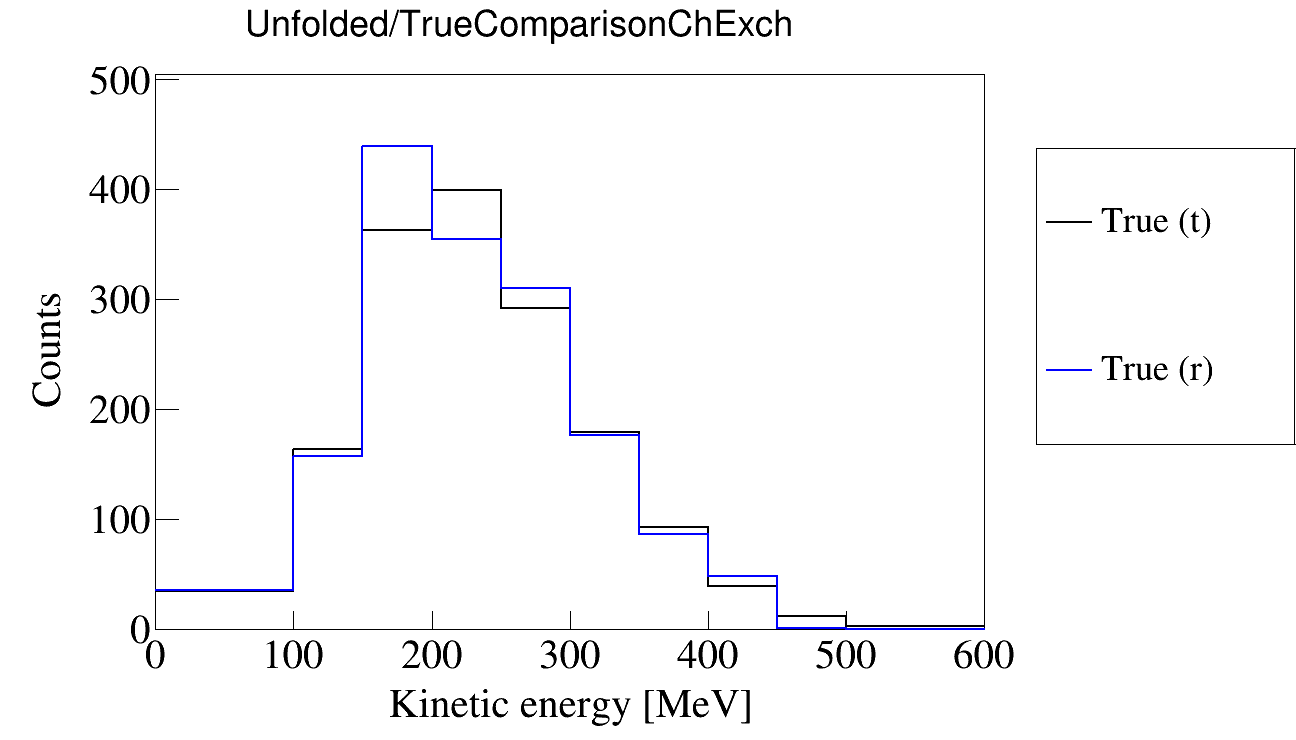 Unfolded/TrueComparisonChExch
500
400
300
200
100
0
Counts
0 100 200 300 400 500 600
Kinetic energy [MeV]
True (t)
True (r)